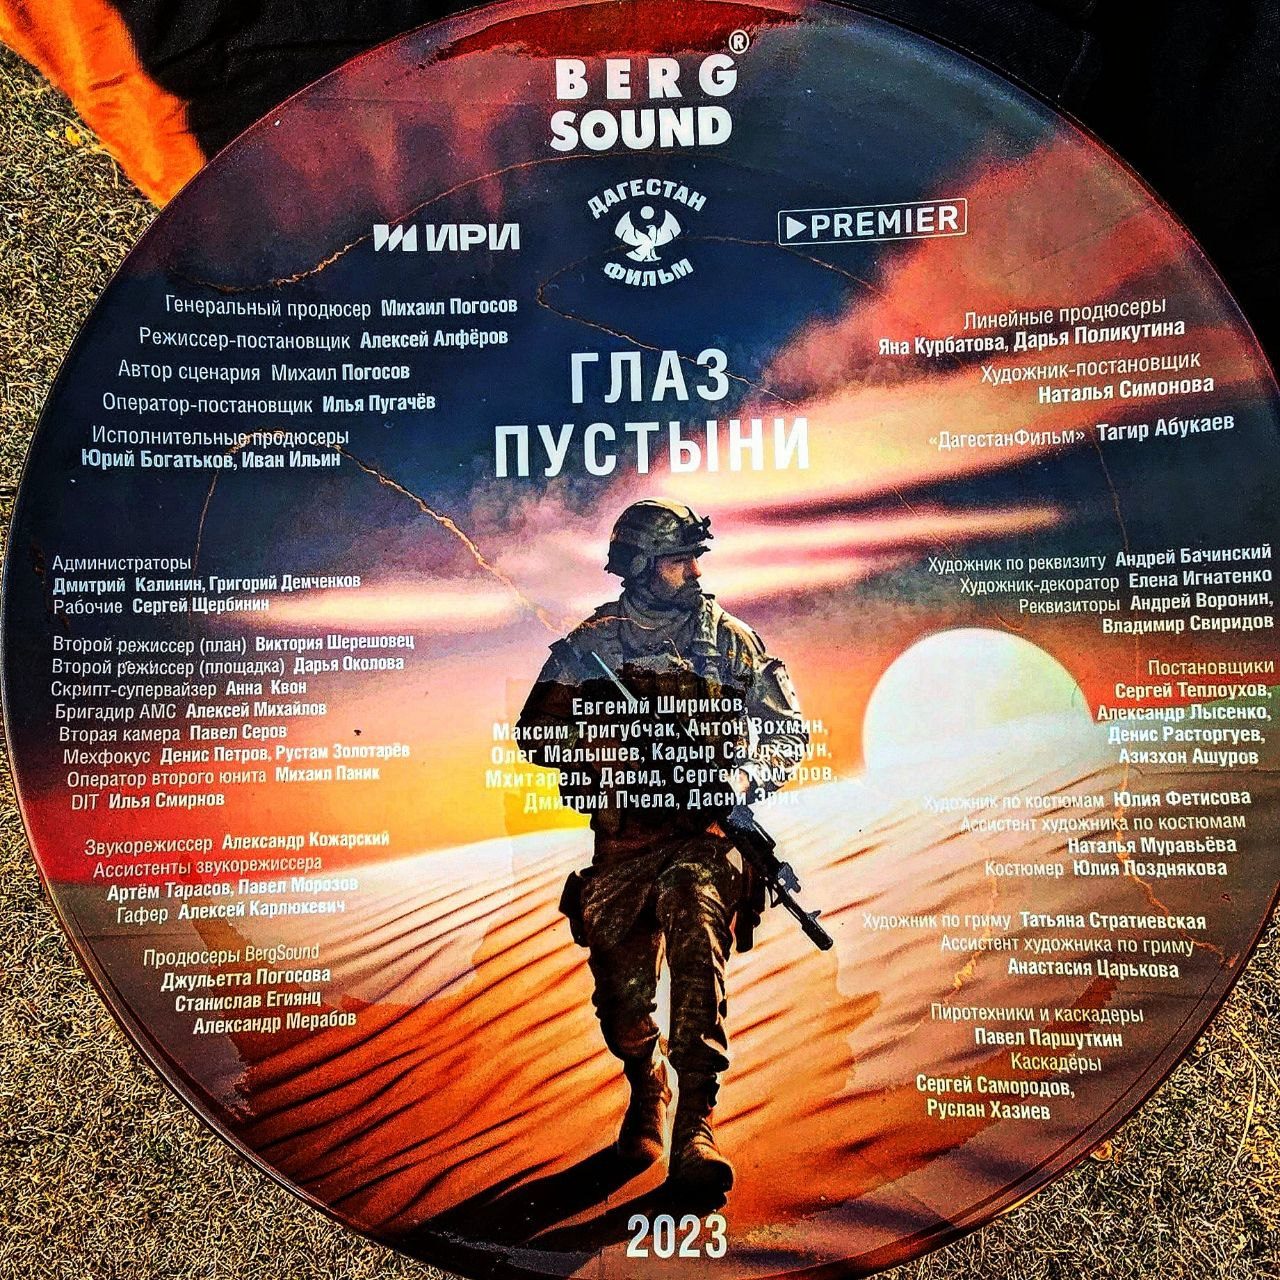 BERG®
SOUND
ДАГЕСТАН
ФИЛЬМ
ИРИ
PREMIER
Генеральный продюсер Михаил Погосов
Режиссер-постановщик Алексей Алфёров
Автор сценария Михаил Погосов
Оператор-постановщик Илья Пугачёв
Исполнительные продюсеры
Юрий Богатьков, Иван Ильин
ГЛАЗ
ПУСТЫНИ
Линейные продюсеры
Яна Курбатова, Дарья Поликутина
Художник-постановщик
Наталья Симонова
«ДагестанФильм» Тагир Абукаев
Администраторы
Дмитрий Калинин, Григорий Демченков
Рабочие Сергей Щербинин
Второй режиссер (план) Виктория Шерешовец
Второй режиссер (площадка) Дарья Околова
Скрипт-супервайзер Анна Квон
Бригадир АМС Алексей Михайлов
Вторая камера Павел Серов
Мехфокус Денис Петров, Рустам Золотарёв
Оператор второго юнита Михаил Паник
DIT Илья Смирнов
Звукорежиссер Александр Кожарский
Ассистенты звукорежиссера
Артём Тарасов, Павел Морозов
Гафер Алексей Карлюкевич
Продюсеры BergSound
Джульетта Погосова
Станислав Егиянц
Александр Мерабов
Евгений Шириков,
Максим Тригубчак, Антон Вохмин,
Олег Малышев, Кадыр Саидхарун,
Мхитарель Давид, Сергей Комаров,
Дмитрий Пчела, Дасни Эрик
Художник по реквизиту Андрей Бачинский
Художник-декоратор Елена Игнатенко
Реквизиторы Андрей Воронин,
Владимир Свиридов
Постановщики
Сергей Теплоухов,
Александр Лысенко,
Денис Расторгуев,
Азизхон Ашуров
Художник по костюмам Юлия Фетисова
Ассистент художника по костюмам
Наталья Муравьёва
Костюмер Юлия Позднякова
Художник по гриму Татьяна Стратиевская
Ассистент художника по гриму
Анастасия Царькова
Пиротехники и каскадеры
Павел Паршуткин
Каскадёры
Сергей Самородов,
Руслан Хазиев
2023